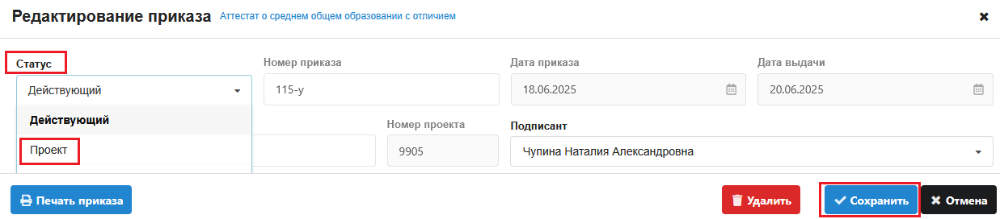 Редактирование приказа Аттестат о среднем общем образовании с отличием
Статус Номер приказа Дата приказа Дата выдачи
Действующий 115-у 18.06.2025 20.06.2025
Действующий
Номер проекта Подписант
Проект 9905 Чупина Наталия Александровна
Печать приказа Удалить Сохранить Отмена